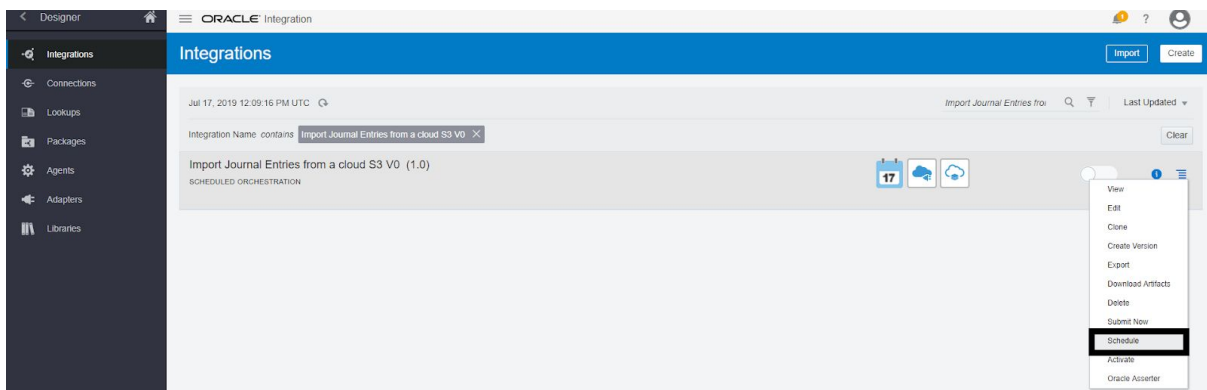 Designer
ORACLE Integration
?
Integrations
Integrations
Import
Create
Connections
Lookups
Packages
Agents
Adapters
Libraries
Jul 17, 2019 12:09:16 PM UTC
Import Journal Entries fro
Last Updated
Integration Name contains Import Journal Entries from a cloud S3 V0 X
Clear
Import Journal Entries from a cloud S3 V0 (1.0)
SCHEDULED ORCHESTRATION
17
View
Edit
Clone
Create Version
Export
Download Artifacts
Delete
Submit Now
Schedule
Activate
Oracle Asserter